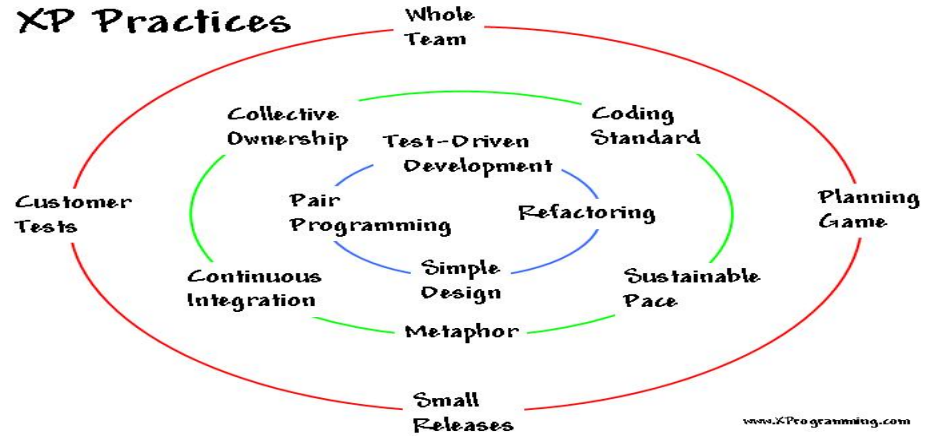 XP Practices
Whole
Team
Collective
Ownership
Coding
Standard
Test-Driven
Development
Customer
Tests
Pair
Programming
Refactoring
Planning
Game
Continuous
Integration
Simple
Design
Sustainable
Pace
Metaphor
Small
Releases
www.XProgramming.com